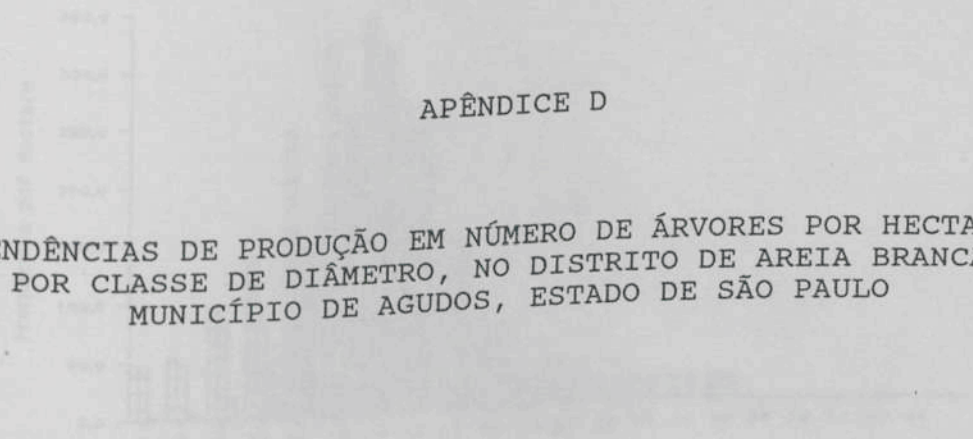 APÊNDICE D
ENDÊNCIAS DE PRODUÇÃO EM NÚMERO DE ÁRVORES POR HECTA
POR CLASSE DE DIÂMETRO, NO DISTRITO DE AREIA BRANCA
MUNICÍPIO DE AGUDOS, ESTADO DE SÃO PAULO